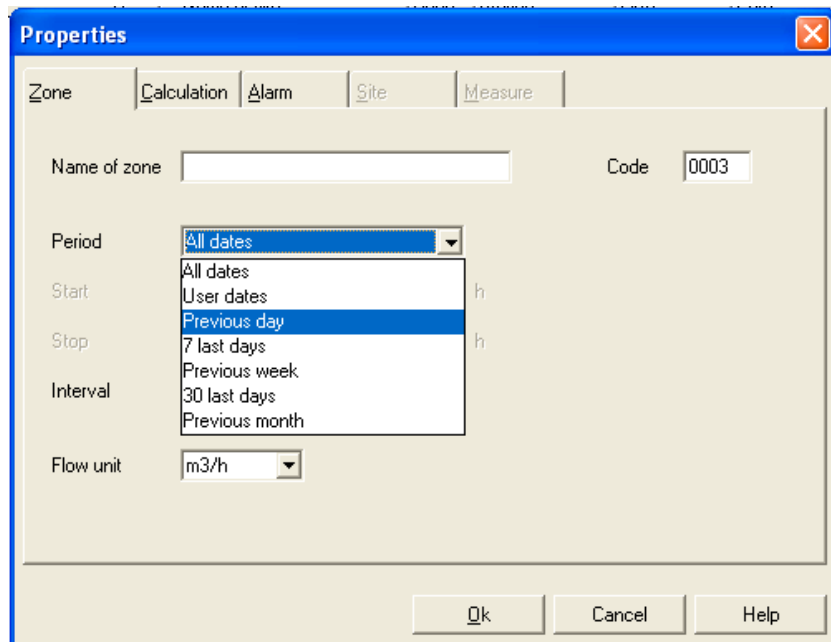 Properties
Zone Calculation Alarm Site Measure
Name of zone Code 0003
Period All dates
All dates
Start User dates h
Previous day
Stop 7 last days h
Previous week
Interval 30 last days
Previous month
Flow unit m3/h
Ok Cancel Help